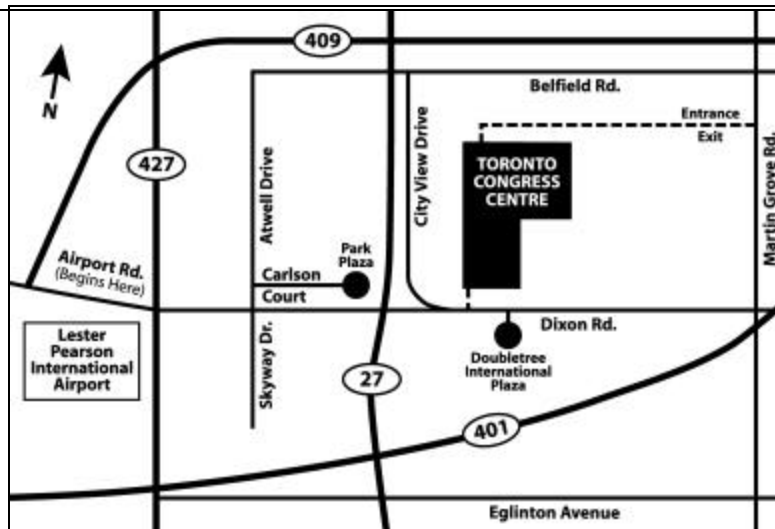 409
N
Belfield Rd.
Entrance
Exit
427
Atwell Drive
City View Drive
TORONTO
CONGRESS
CENTRE
Martin Grove Rd.
Park
Plaza
Airport Rd.
(Begins Here)
Carlson
Court
Dixon Rd.
Lester
Pearson
International
Airport
Skyway Dr.
27
Doubletree
International
Plaza
401
Eglinton Avenue